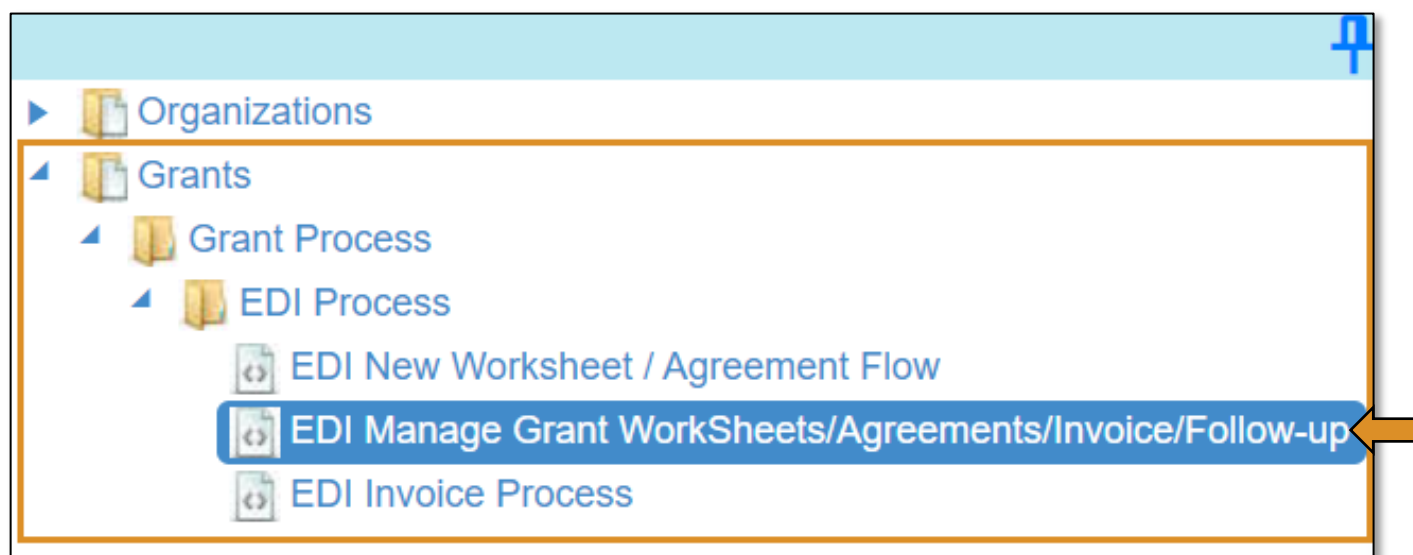 Organizations
Grants
Grant Process
EDI Process
EDI New Worksheet / Agreement Flow
EDI Manage Grant WorkSheets/Agreements/Invoice/Follow-up
EDI Invoice Process